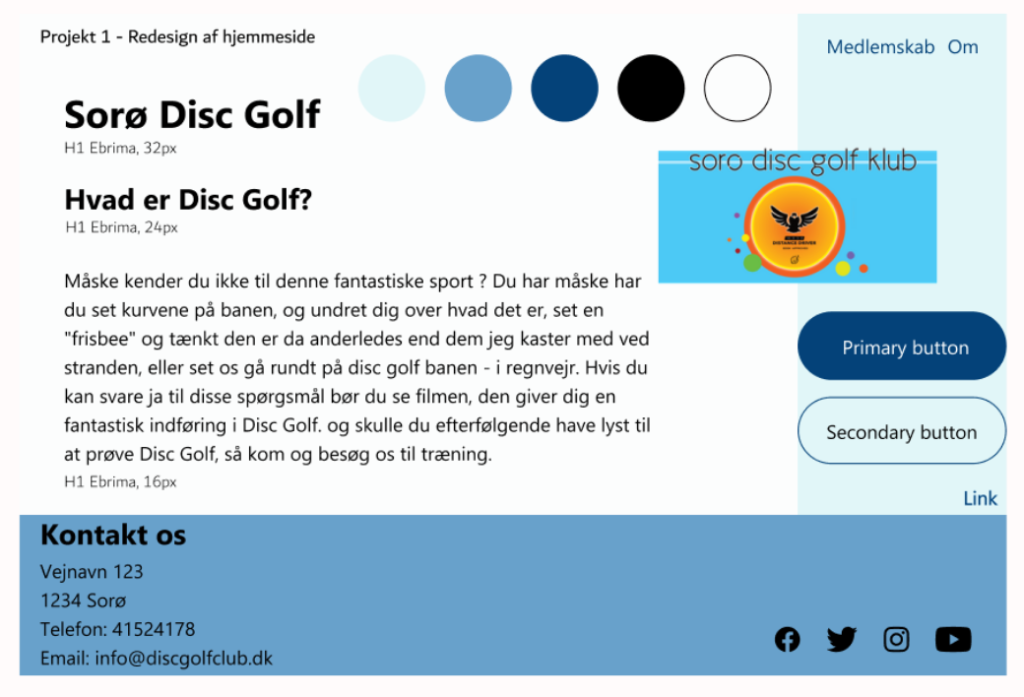 Projekt 1 - Redesign af hjemmeside
Medlemskab Om
Sorø Disc Golf
H1 Ebrima, 32px
soro disc golf klub
Hvad er Disc Golf?
H1 Ebrima, 24px
DISTANCE DRIVER
Måske kender du ikke til denne fantastiske sport ? Du har måske har
du set kurvene på banen, og undret dig over hvad det er, set en
"frisbee" og tænkt den er da anderledes end dem jeg kaster med ved
stranden, eller set os gå rundt på disc golf banen - i regnvejr. Hvis du
kan svare ja til disse spørgsmål bør du se filmen, den giver dig en
fantastisk indføring i Disc Golf. og skulle du efterfølgende have lyst til
at prøve Disc Golf, så kom og besøg os til træning.
H1 Ebrima, 16px
Primary button
Secondary button
Link
Kontakt os
Vejnavn 123
1234 Sorø
Telefon: 41524178
Email: info@discgolfclub.dk